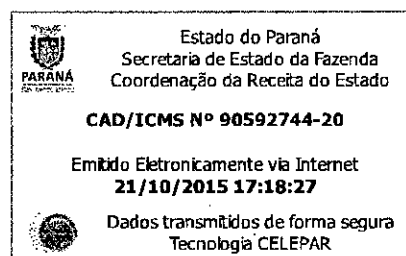 Estado do Paraná
Secretaria de Estado da Fazenda
PARANÁ
Coordenação da Receita do Estado
CAD/ICMS Nº 90592744-20
Emitido Eletronicamente via Internet
21/10/2015 17:18:27
Dados transmitidos de forma segura
Tecnologia CELEPAR